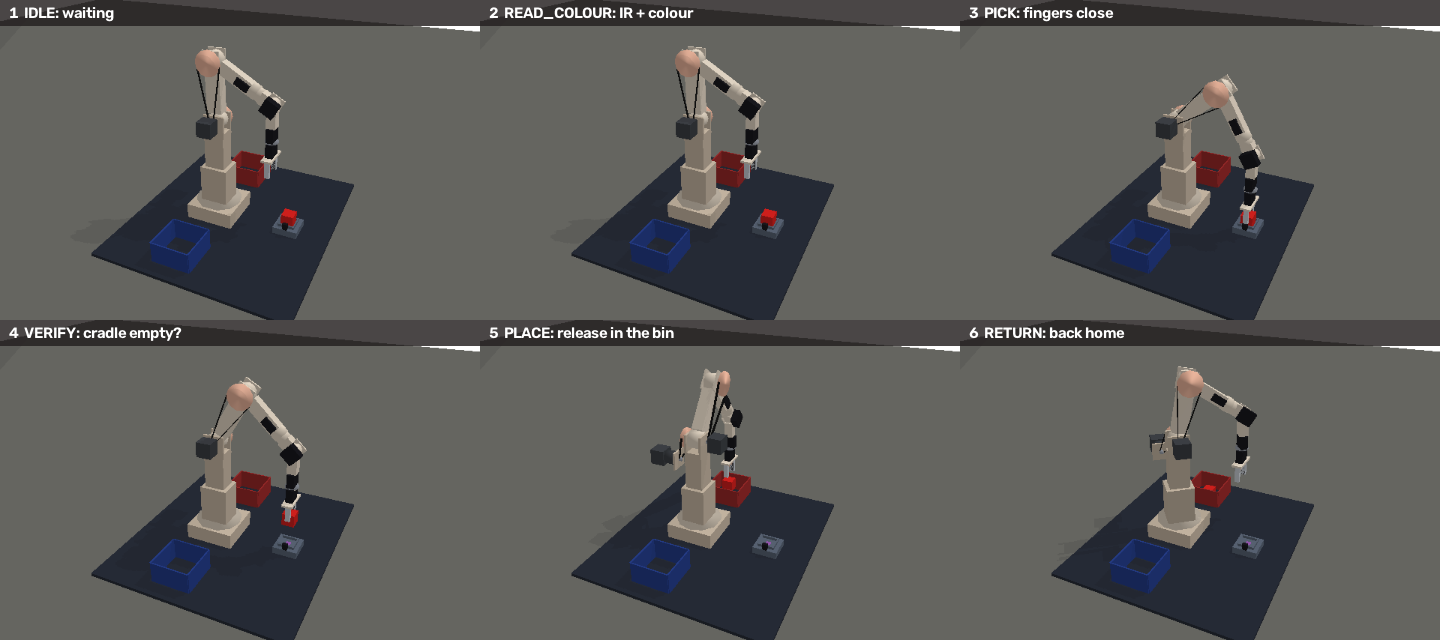 1 IDLE: waiting
2 READ_COLOUR: IR + colour
3 PICK: fingers close
4 VERIFY: cradle empty?
5 PLACE: release in the bin
6 RETURN: back home